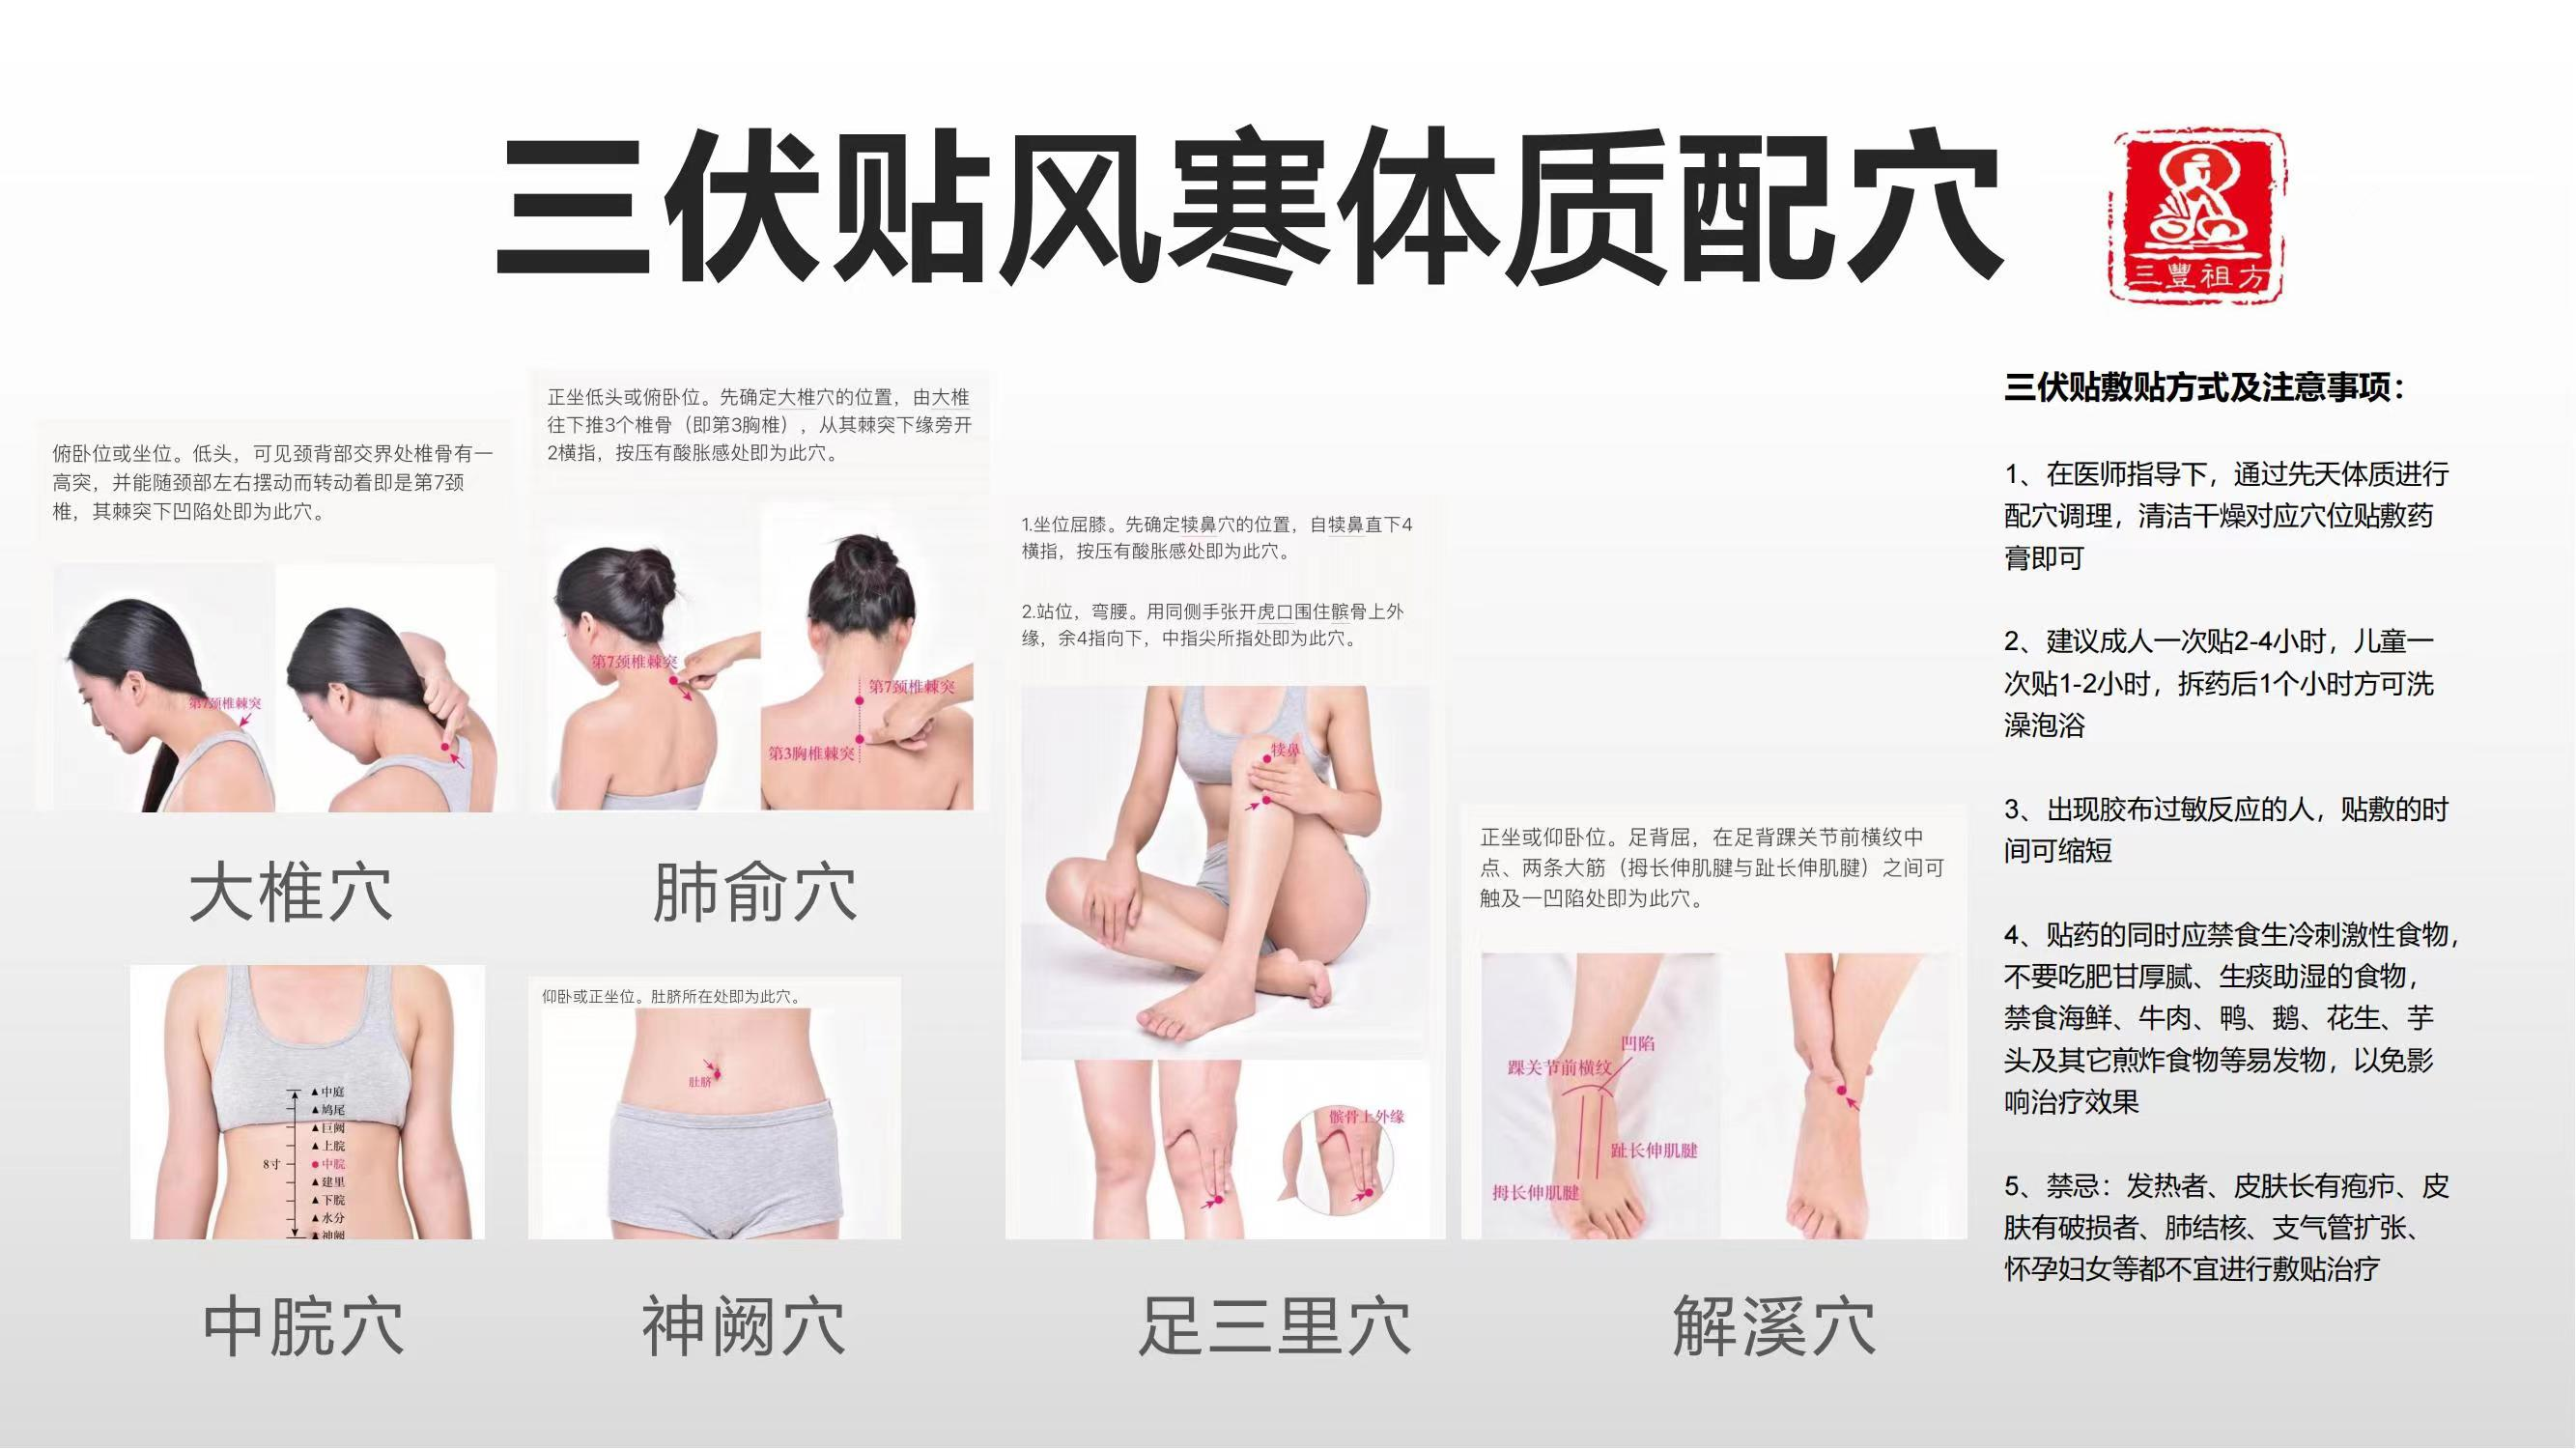 三伏贴风寒体质配穴
三豐祖方
俯卧位或坐位。低头，可见颈背部交界处椎骨有一
高突，并能随颈部左右摆动而转动着即是第7颈
椎，其棘突下凹陷处即为此穴。
第7颈椎棘突
大椎穴
正坐低头或俯卧位。先确定大椎穴的位置，由大椎
往下推3个椎骨（即第3胸椎），从其棘突下缘旁开
2横指，按压有酸胀感处即为此穴。
第7颈椎棘突
第7颈椎棘突
第3胸椎棘突
肺俞穴
8寸
▲中庭
▲鸠尾
▲巨阙
▲上脘
●中脘
▲建里
▲下脘
▲水分
▲神阙
中脘穴
仰卧或正坐位。肚脐所在处即为此穴。
肚脐
神阙穴
1.坐位屈膝。先确定犊鼻穴的位置，自犊鼻直下4
横指，按压有酸胀感处即为此穴。
2.站位，弯腰。用同侧手张开虎口围住髌骨上外
缘，余4指向下，中指尖所指处即为此穴。
犊鼻
髌骨上外缘
足三里穴
正坐或仰卧位。足背屈，在足背踝关节前横纹中
点、两条大筋（拇长伸肌腱与趾长伸肌腱）之间可
触及一凹陷处即为此穴。
凹陷
踝关节前横纹
趾长伸肌腱
拇长伸肌腱
解溪穴
三伏贴敷贴方式及注意事项：
1、在医师指导下，通过先天体质进行
配穴调理，清洁干燥对应穴位贴敷药
膏即可
2、建议成人一次贴2-4小时，儿童一
次贴1-2小时，拆药后1个小时方可洗
澡泡浴
3、出现胶布过敏反应的人，贴敷的时
间可缩短
4、贴药的同时应禁食生冷刺激性食物，
不要吃肥甘厚腻、生痰助湿的食物，
禁食海鲜、牛肉、鸭、鹅、花生、芋
头及其它煎炸食物等易发物，以免影
响治疗效果
5、禁忌：发热者、皮肤长有疱疖、皮
肤有破损者、肺结核、支气管扩张、
怀孕妇女等都不宜进行敷贴治疗